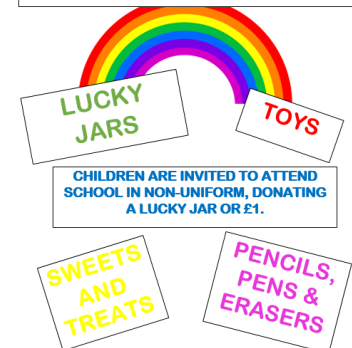 LUCKY
JARS
TOYS
CHILDREN ARE INVITED TO ATTEND
SCHOOL IN NON-UNIFORM, DONATING
A LUCKY JAR OR £1.
SWEETS
AND
TREATS
PENCILS,
PENS &
ERASERS